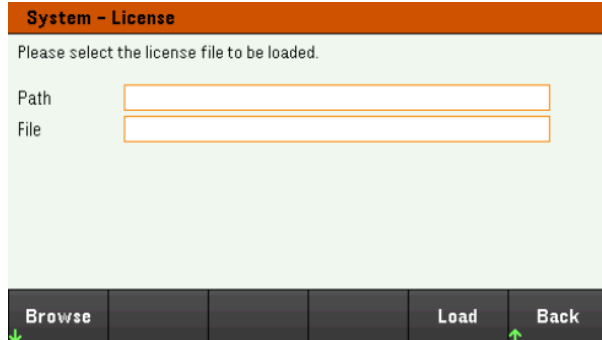 System – License
Please select the license file to be loaded.
Path
File
Browse
Load
Back